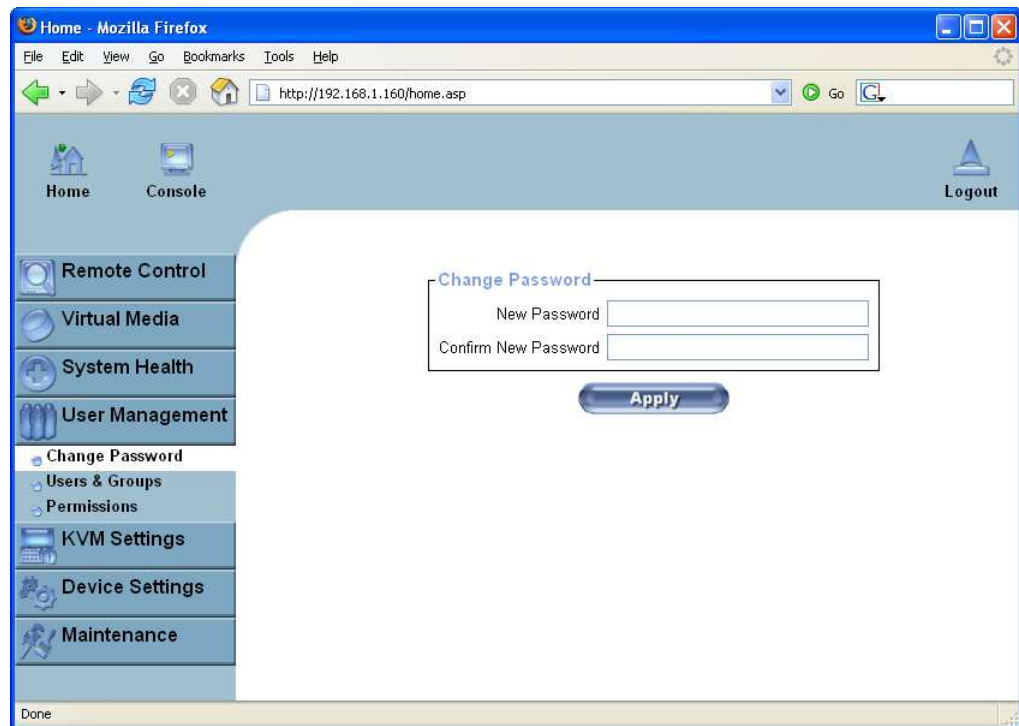 Home - Mozilla Firefox
File Edit View Go Bookmarks Tools Help
http://192.168.1.160/home.asp
Go
G
Home
Console
Logout
Remote Control
Virtual Media
System Health
User Management
Change Password
Users & Groups
Permissions
KVM Settings
Device Settings
Maintenance
Change Password
New Password
Confirm New Password
Apply
Done